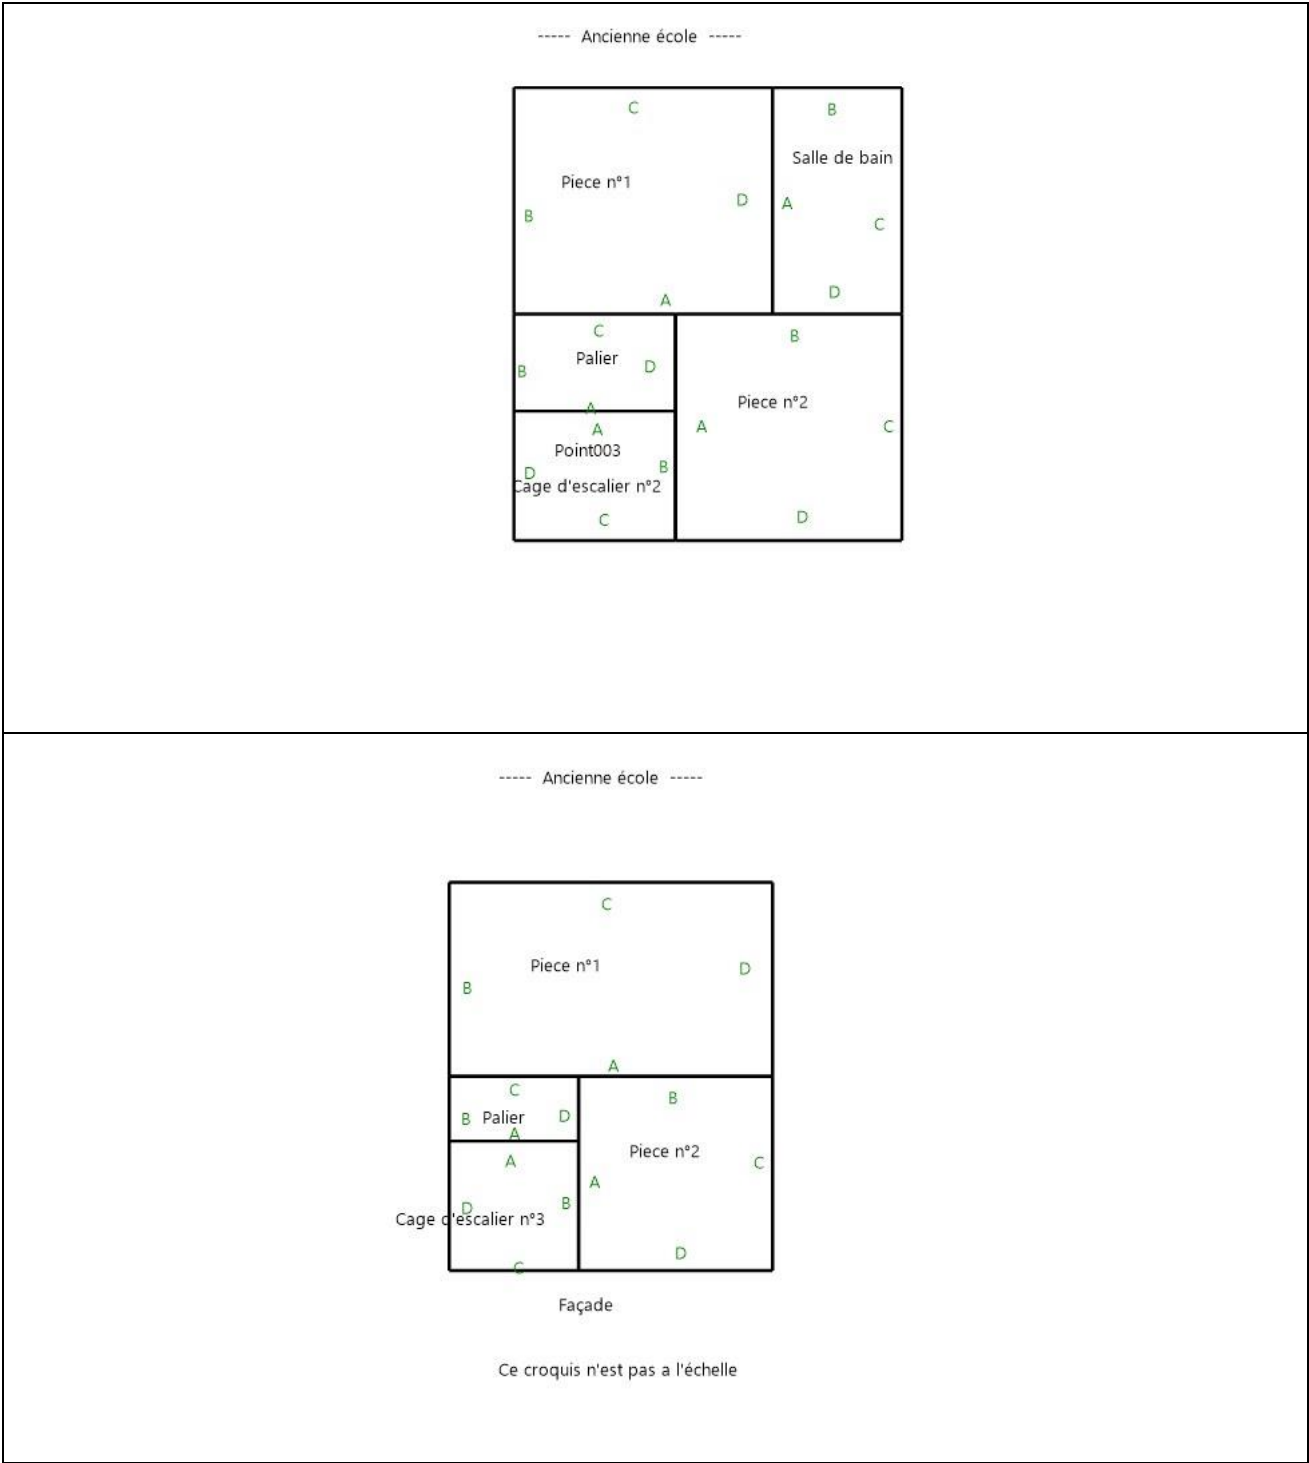 ----- Ancienne école -----
C
B
Salle de bain
Piece n°1
D
A
B
C
D
A
C
B
Palier
D
B
A
Piece n°2
A
A
C
Point003
D
B
Cage d'escalier n°2
C
D
----- Ancienne école -----
C
Piece n°1
D
B
A
C
B
B
Palier
D
A
Piece n°2
A
C
A
D
B
Cage d'escalier n°3
D
C
Façade
Ce croquis n'est pas a l'échelle